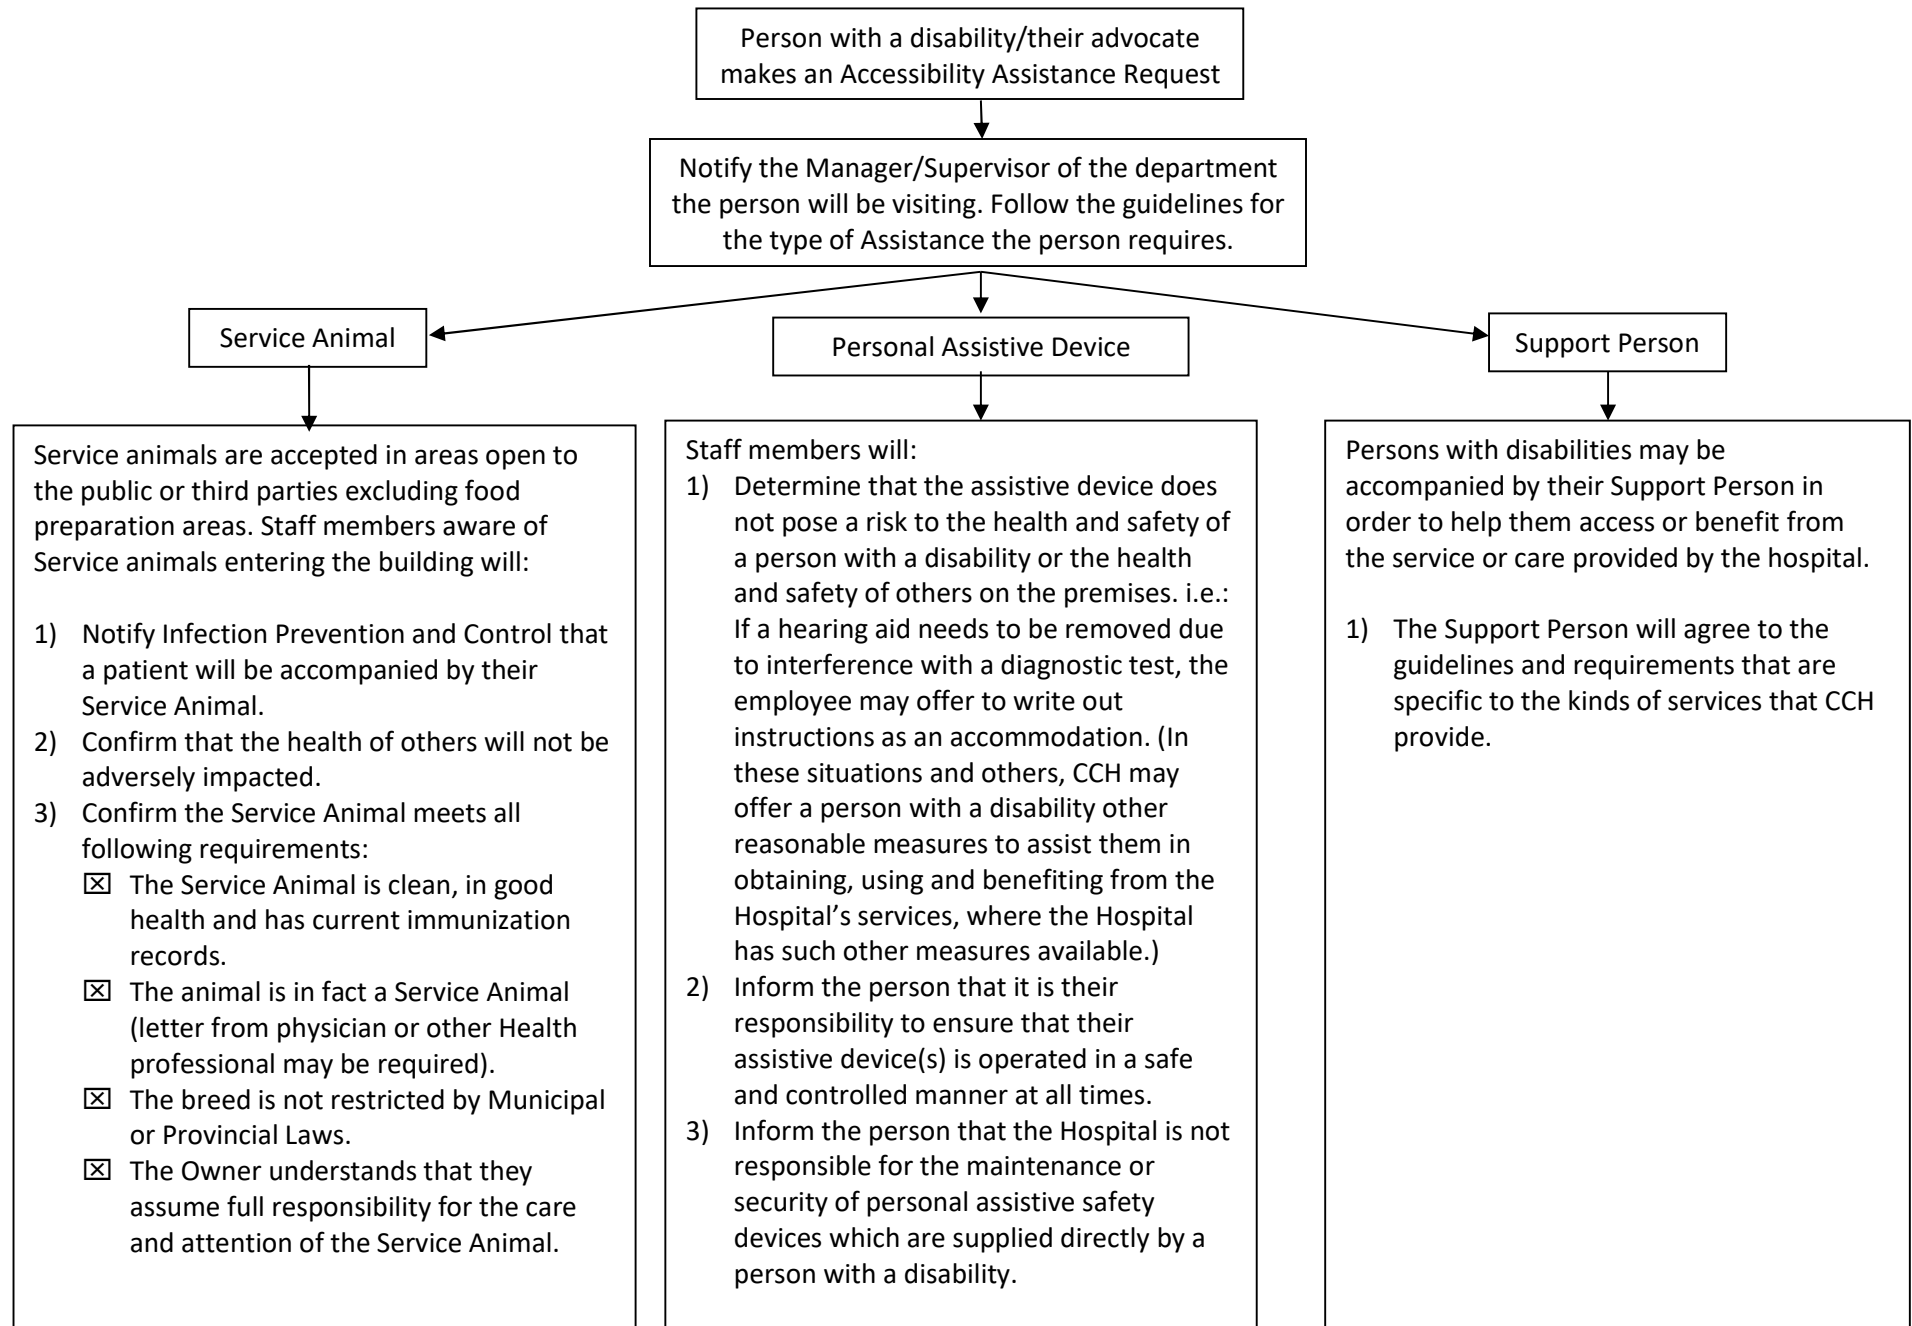 Person with a disability/their advocate
makes an Accessibility Assistance Request
Notify the Manager/Supervisor of the department
the person will be visiting. Follow the guidelines for
the type of Assistance the person requires.
Service Animal
Personal Assistive Device
Support Person
Service animals are accepted in areas open to
the public or third parties excluding food
preparation areas. Staff members aware of
Service animals entering the building will:
1) Notify Infection Prevention and Control that
a patient will be accompanied by their
Service Animal.
2) Confirm that the health of others will not be
adversely impacted.
3) Confirm the Service Animal meets all
following requirements:
☒ The Service Animal is clean, in good
health and has current immunization
records.
☒ The animal is in fact a Service Animal
(letter from physician or other Health
professional may be required).
☒ The breed is not restricted by Municipal
or Provincial Laws.
☒ The Owner understands that they
assume full responsibility for the care
and attention of the Service Animal.
Staff members will:
1) Determine that the assistive device does
not pose a risk to the health and safety of
a person with a disability or the health
and safety of others on the premises. i.e.:
If a hearing aid needs to be removed due
to interference with a diagnostic test, the
employee may offer to write out
instructions as an accommodation. (In
these situations and others, CCH may
offer a person with a disability other
reasonable measures to assist them in
obtaining, using and benefiting from the
Hospital’s services, where the Hospital
has such other measures available.)
2) Inform the person that it is their
responsibility to ensure that their
assistive device(s) is operated in a safe
and controlled manner at all times.
3) Inform the person that the Hospital is not
responsible for the maintenance or
security of personal assistive safety
devices which are supplied directly by a
person with a disability.
Persons with disabilities may be
accompanied by their Support Person in
order to help them access or benefit from
the service or care provided by the hospital.
1) The Support Person will agree to the
guidelines and requirements that are
specific to the kinds of services that CCH
provide.